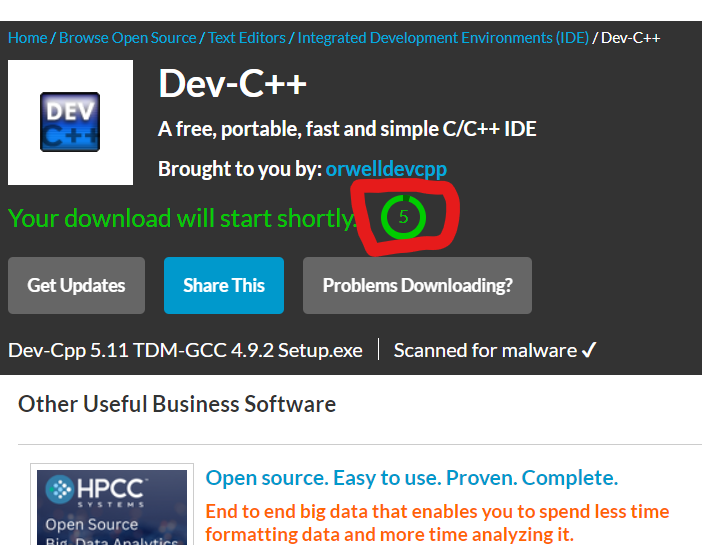 Home / Browse Open Source / Text Editors / Integrated Development Environments (IDE) / Dev-C++
DEV
C++
Dev-C++
A free, portable, fast and simple C/C++ IDE
Brought to you by: orwelldevcpp
Your download will start shortly. 5
Get Updates
Share This
Problems Downloading?
Dev-Cpp 5.11 TDM-GCC 4.9.2 Setup.exe
Scanned for malware ✓
Other Useful Business Software
HPCC
SYSTEMS
Open Source
Big Data Analytics
Open source. Easy to use. Proven. Complete.
End to end big data that enables you to spend less time
formatting data and more time analyzing it.